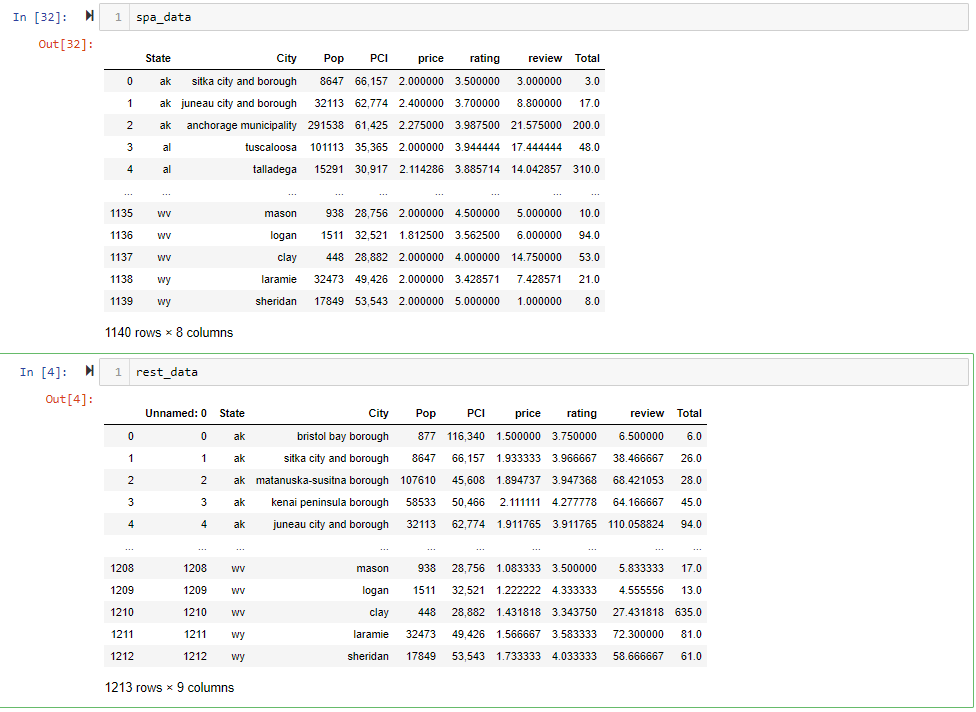 In [32]: 1 spa_data
Out[32]:
State City Pop PCI price rating review Total
0 ak sitka city and borough 8647 66,157 2.000000 3.500000 3.000000 3.0
1 ak juneau city and borough 32113 62,774 2.400000 3.700000 8.800000 17.0
2 ak anchorage municipality 291538 61,425 2.275000 3.987500 21.575000 200.0
3 al tuscaloosa 101113 35,365 2.000000 3.944444 17.444444 48.0
4 al talladega 15291 30,917 2.114286 3.885714 14.042857 310.0
... ... ... ... ... ... ... ... ...
1135 wv mason 938 28,756 2.000000 4.500000 5.000000 10.0
1136 wv logan 1511 32,521 1.812500 3.562500 6.000000 94.0
1137 wv clay 448 28,882 2.000000 4.000000 14.750000 53.0
1138 wy laramie 32473 49,426 2.000000 3.428571 7.428571 21.0
1139 wy sheridan 17849 53,543 2.000000 5.000000 1.000000 8.0
1140 rows × 8 columns
In [4]: 1 rest_data
Out[4]:
Unnamed: 0 State City Pop PCI price rating review Total
0 0 ak bristol bay borough 877 116,340 1.500000 3.750000 6.500000 6.0
1 1 ak sitka city and borough 8647 66,157 1.933333 3.966667 38.466667 26.0
2 2 ak matanuska-susitna borough 107610 45,608 1.894737 3.947368 68.421053 28.0
3 3 ak kenai peninsula borough 58533 50,466 2.111111 4.277778 64.166667 45.0
4 4 ak juneau city and borough 32113 62,774 1.911765 3.911765 110.058824 94.0
... ... ... ... ... ... ... ... ... ...
1208 1208 wv mason 938 28,756 1.083333 3.500000 5.833333 17.0
1209 1209 wv logan 1511 32,521 1.222222 4.333333 4.555556 13.0
1210 1210 wv clay 448 28,882 1.431818 3.343750 27.431818 635.0
1211 1211 wy laramie 32473 49,426 1.566667 3.583333 72.300000 81.0
1212 1212 wy sheridan 17849 53,543 1.733333 4.033333 58.666667 61.0
1213 rows × 9 columns